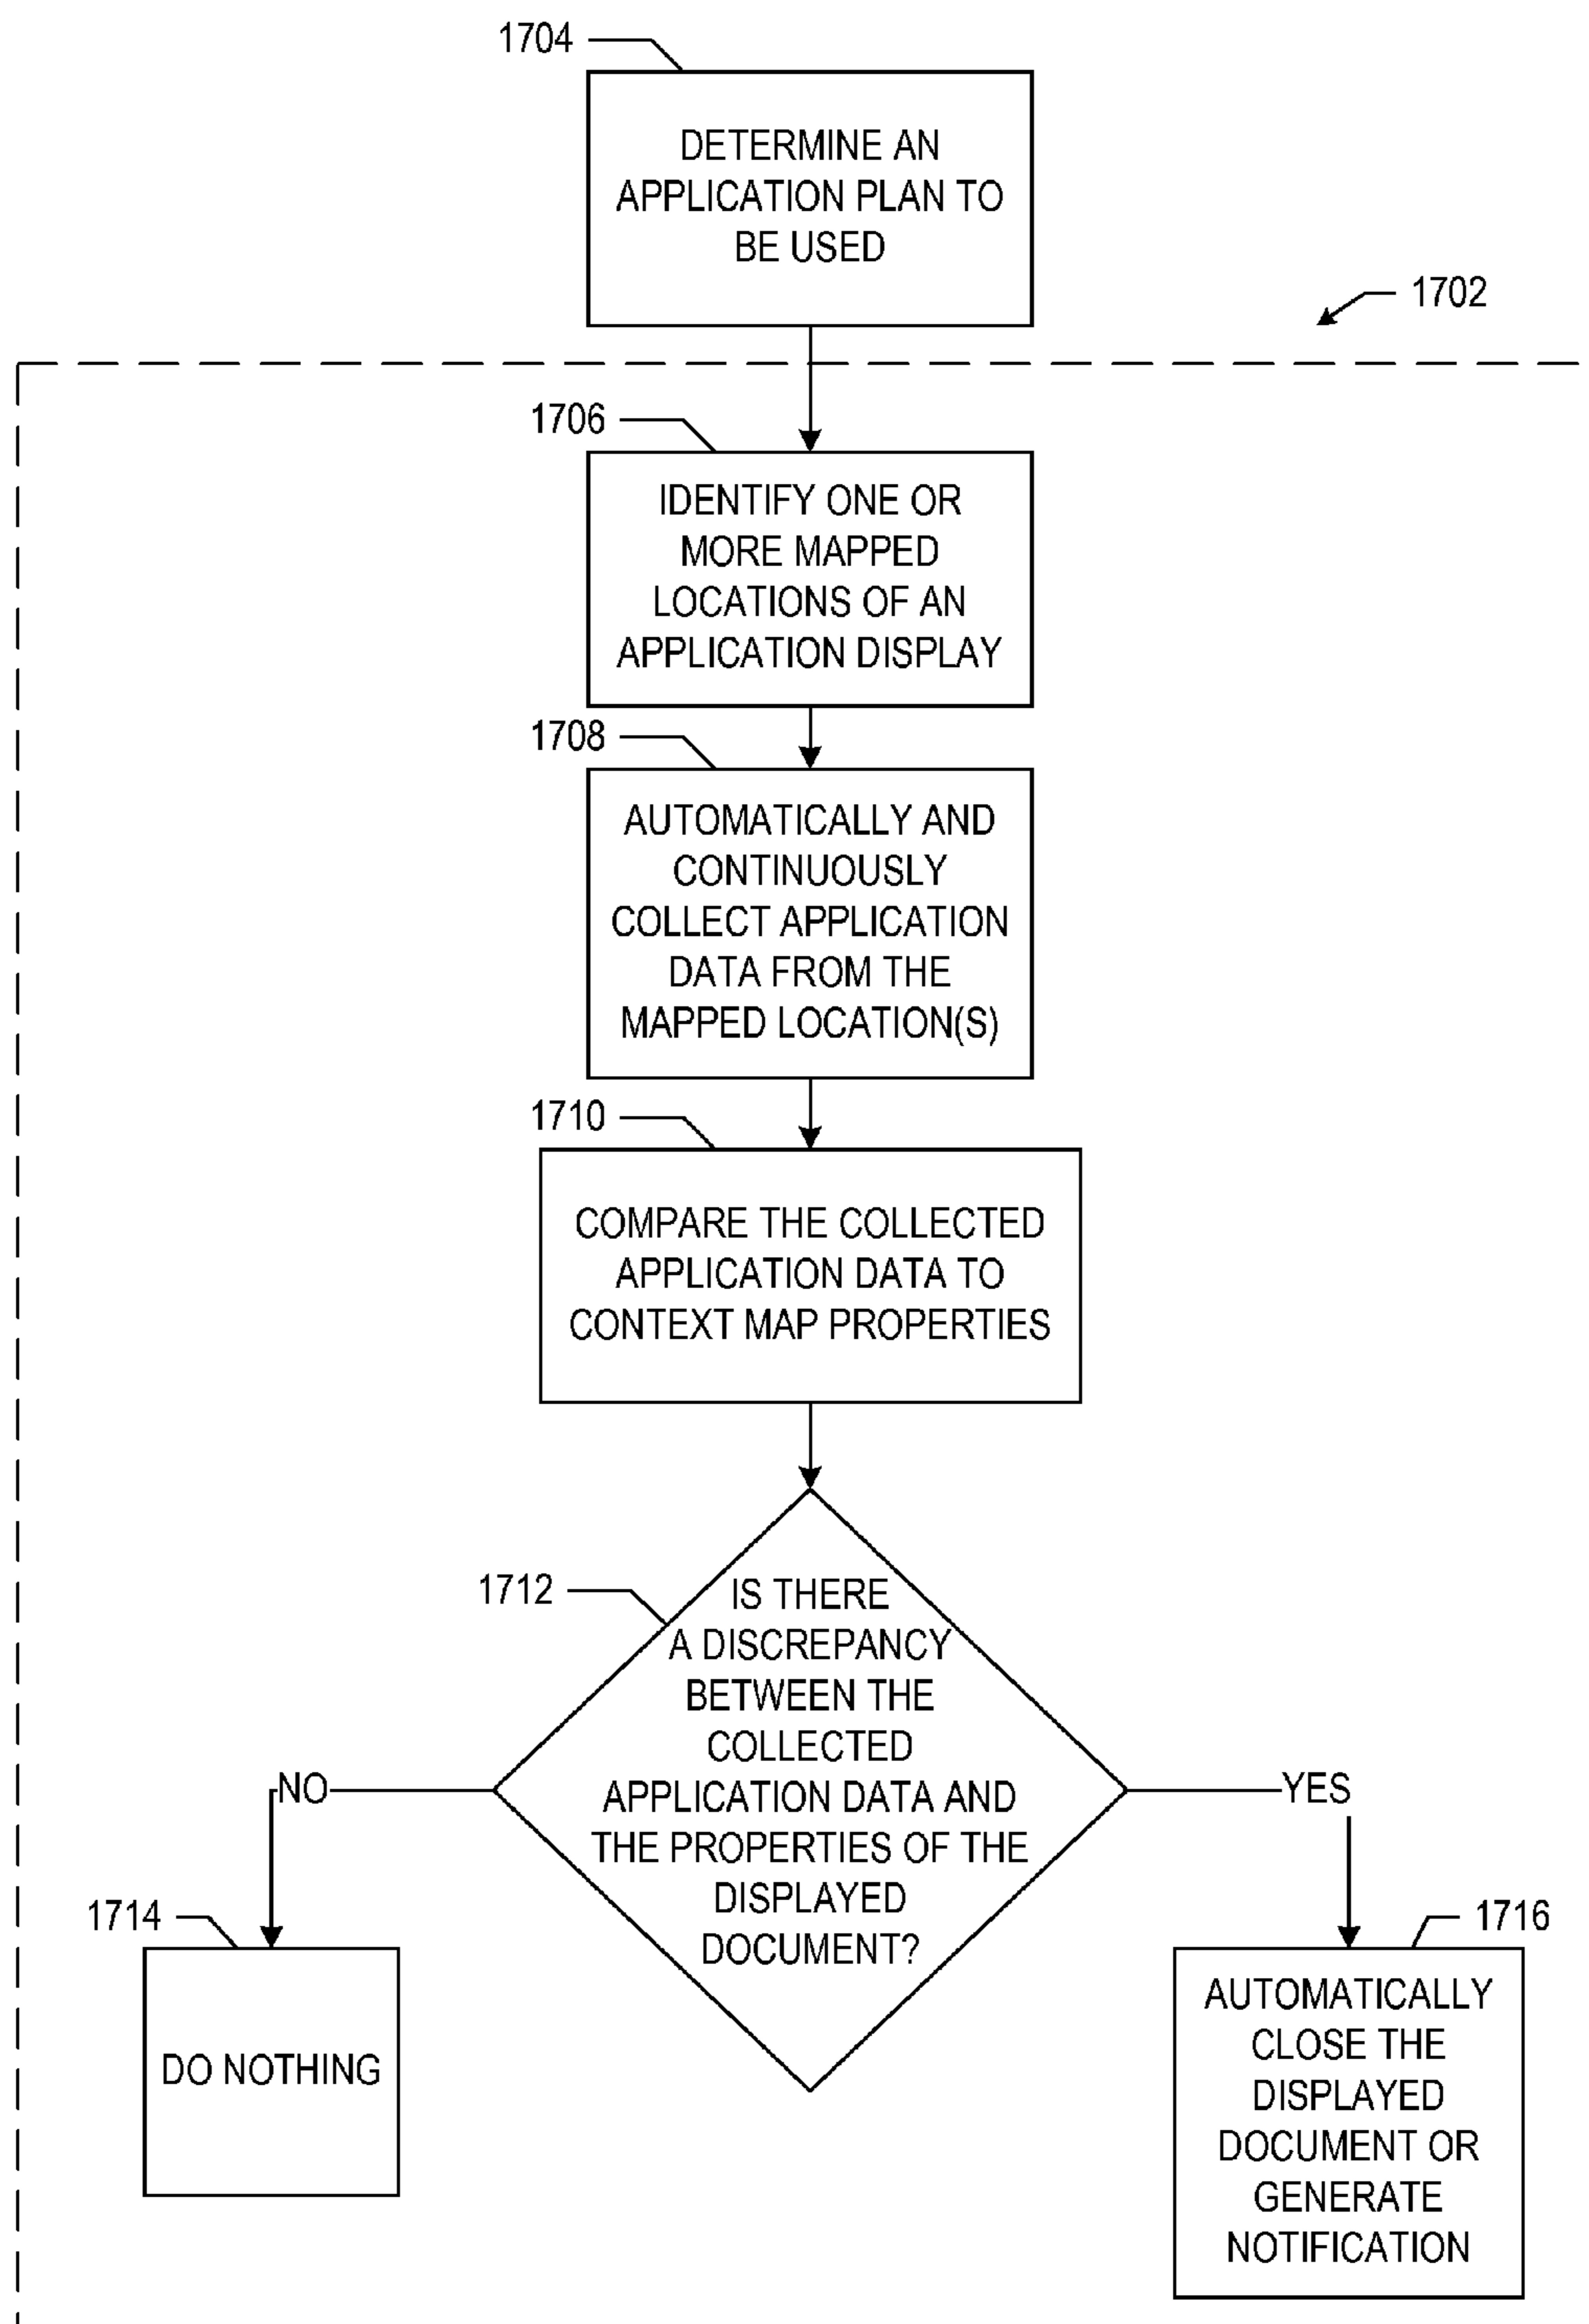 1704
DETERMINE AN
APPLICATION PLAN TO
BE USED
1702
1706
IDENTIFY ONE OR
MORE MAPPED
LOCATIONS OF AN
APPLICATION DISPLAY
1708
AUTOMATICALLY AND
CONTINUOUSLY
COLLECT APPLICATION
DATA FROM THE
MAPPED LOCATION(S)
1710
COMPARE THE COLLECTED
APPLICATION DATA TO
CONTEXT MAP PROPERTIES
1712
IS THERE
A DISCREPANCY
BETWEEN THE
COLLECTED
APPLICATION DATA AND
THE PROPERTIES OF THE
DISPLAYED
DOCUMENT?
NO
YES
1714
DO NOTHING
1716
AUTOMATICALLY
CLOSE THE
DISPLAYED
DOCUMENT OR
GENERATE
NOTIFICATION